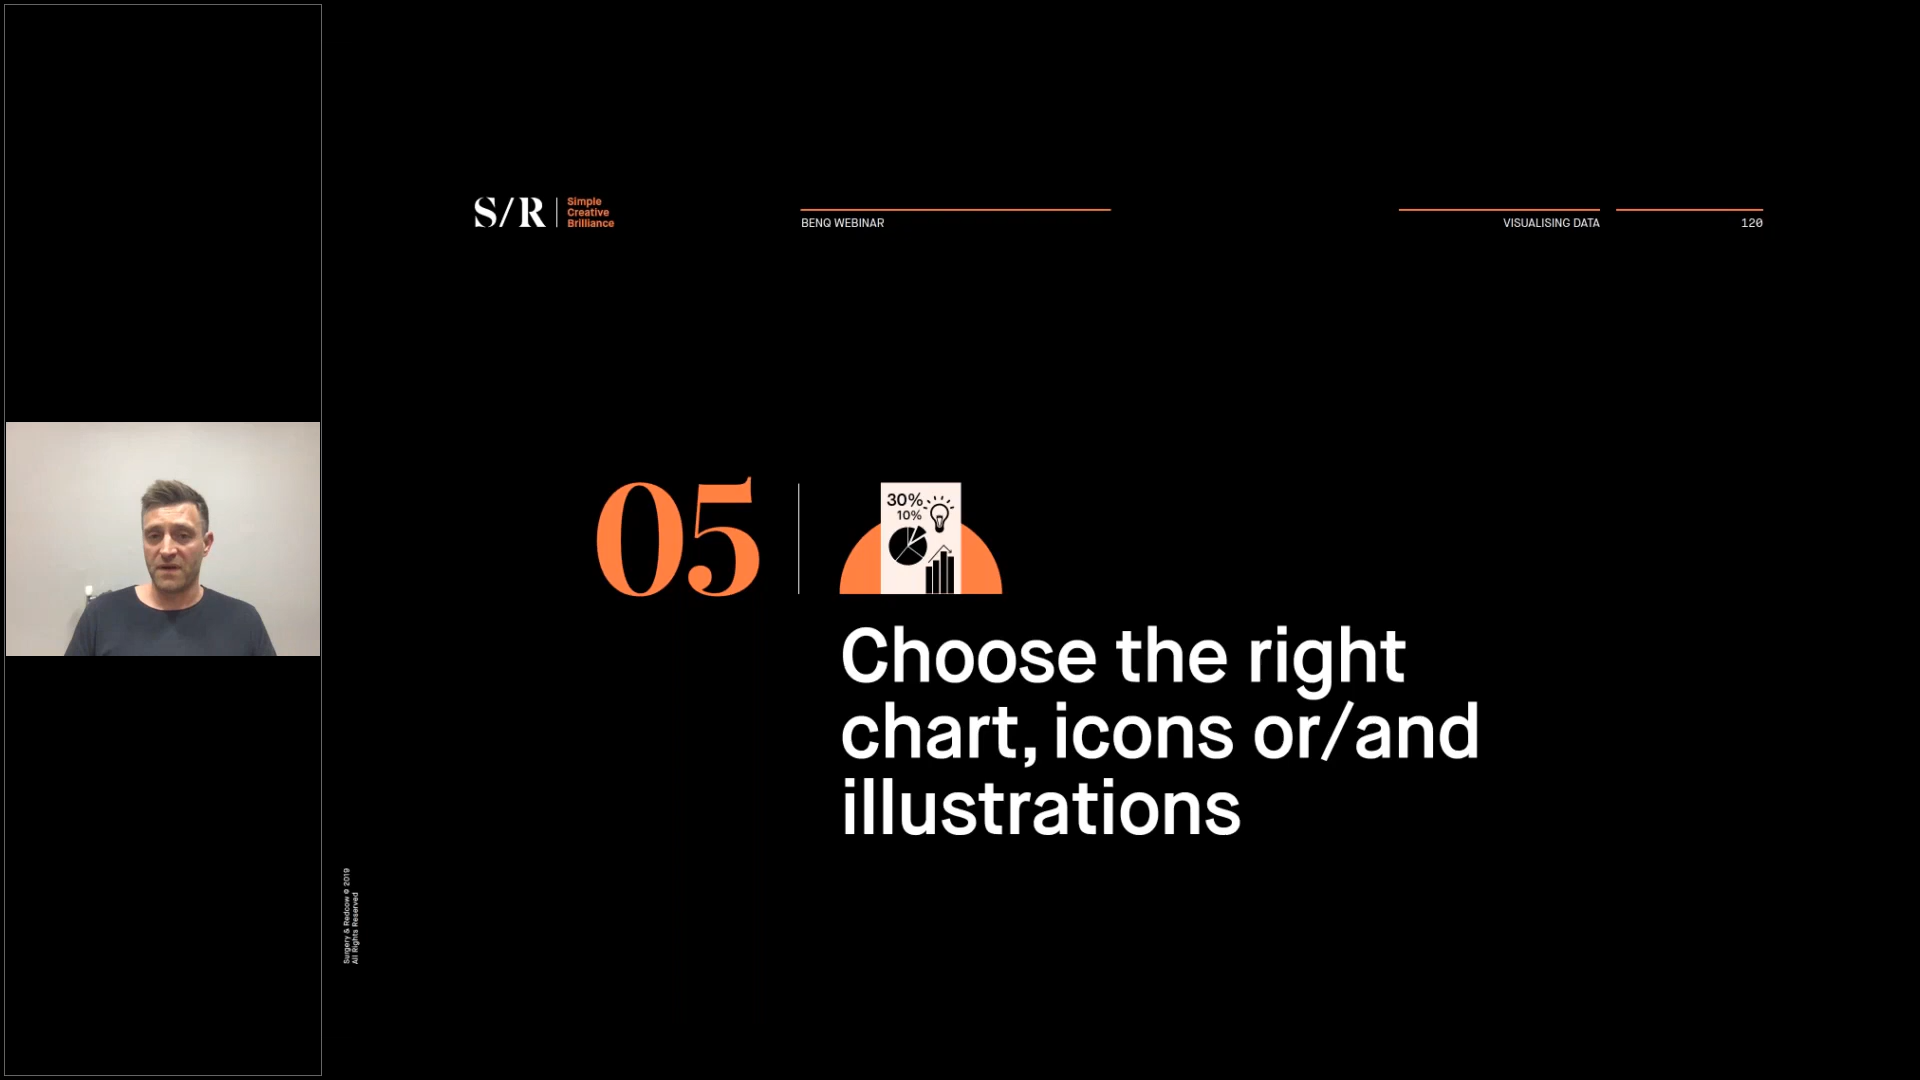 S/R
Simple
Creative
Brilliance
BENQ WEBINAR
VISUALISING DATA
120
05
30%
10%
Choose the right
chart, icons or/and
illustrations
Surgery & Redcow © 2019
All Rights Reserved